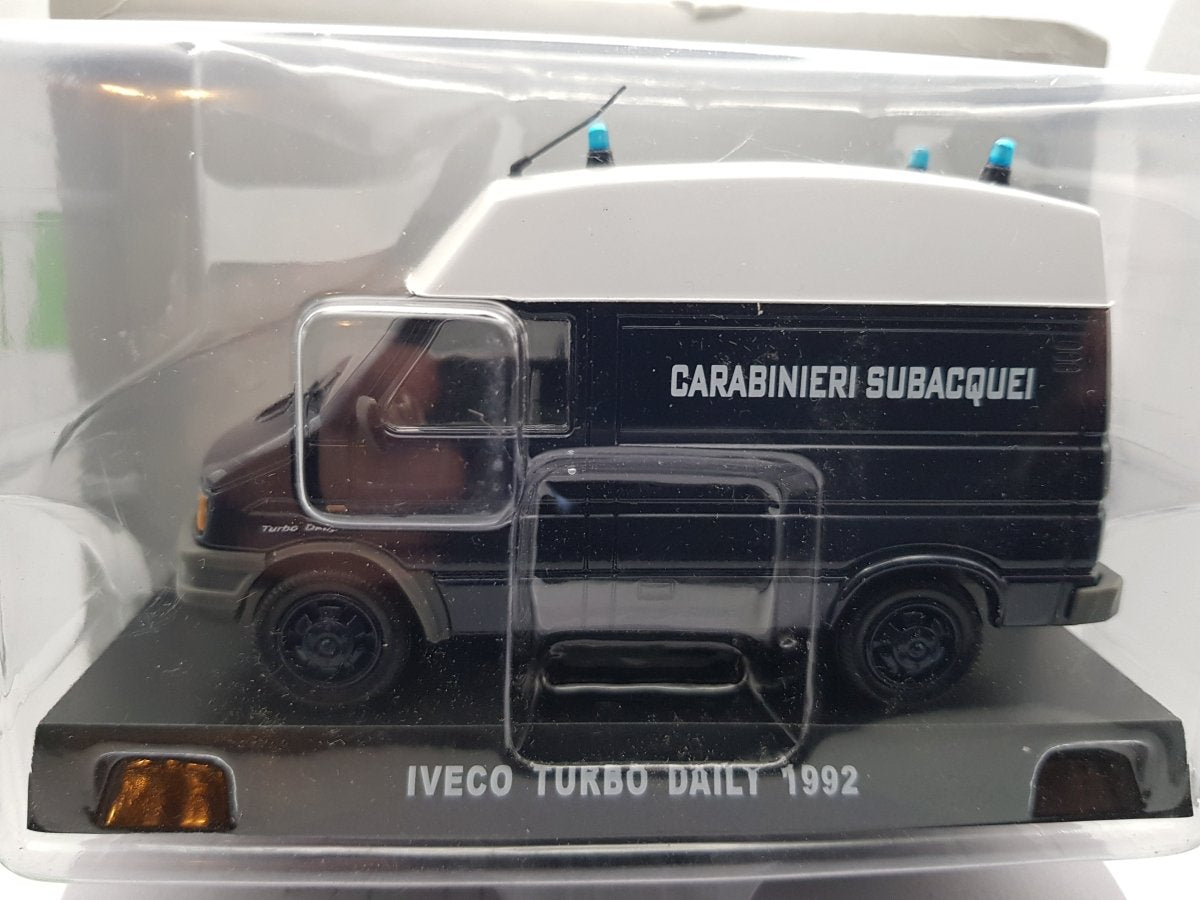 CARABINIERI SUBACQUEI
Turbo Daily
IVECO TURBO DAILY 1992